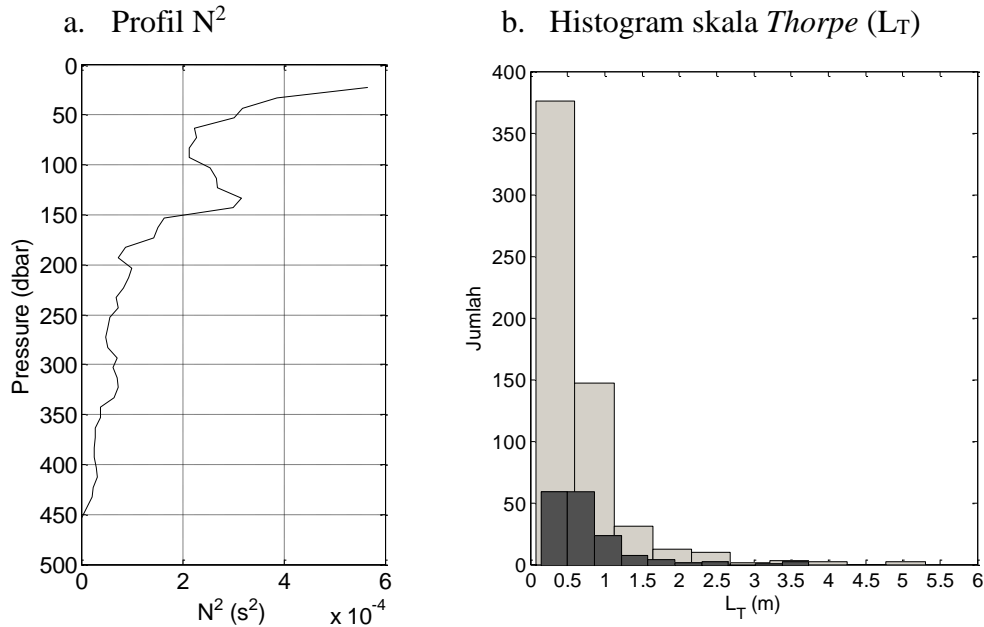 a. Profil N²
b. Histogram skala Thorpe (L_T)
0
50
100
150
200
250
300
350
400
450
500
Pressure (dbar)
0 2 4 6
N² (s²)
x 10⁻⁴
400
350
300
250
200
150
100
50
0
Jumlah
0 0.5 1 1.5 2 2.5 3 3.5 4 4.5 5 5.5 6
L_T (m)